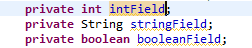 private int intField;
private String stringField;
private boolean booleanField;